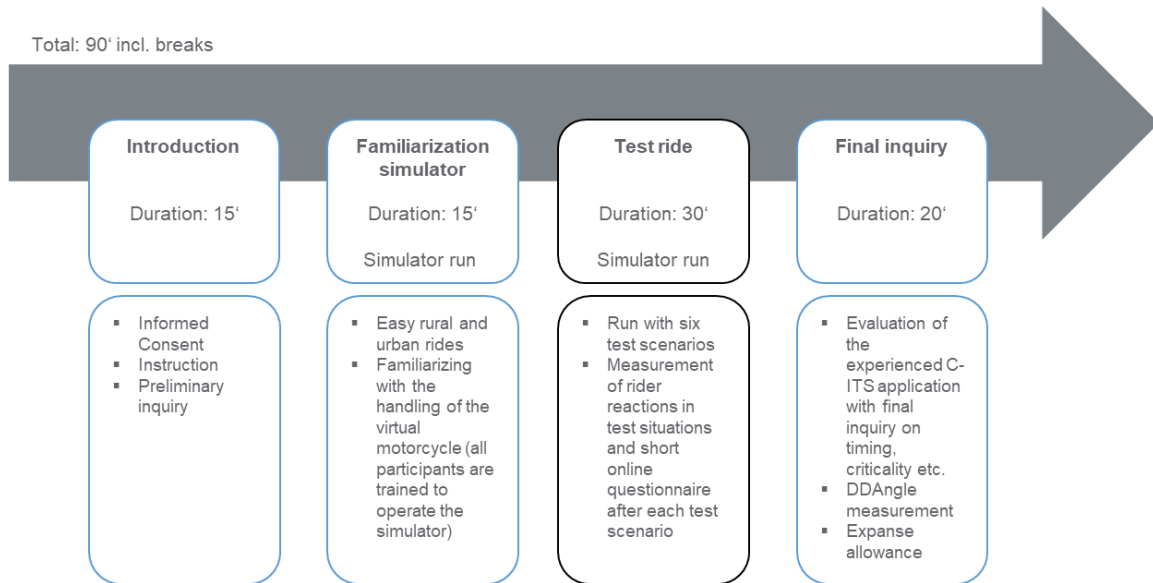 Total: 90‘ incl. breaks
Introduction
Duration: 15‘
Familiarization
simulator
Duration: 15‘
Simulator run
Test ride
Duration: 30‘
Simulator run
Final inquiry
Duration: 20‘
▪ Informed
Consent
▪ Instruction
▪ Preliminary
inquiry
▪ Easy rural and
urban rides
▪ Familiarizing
with the
handling of the
virtual
motorcycle (all
participants are
trained to
operate the
simulator)
▪ Run with six
test scenarios
▪ Measurement
of rider
reactions in
test situations
and short
online
questionnaire
after each test
scenario
▪ Evaluation of
the
experienced C-
ITS application
with final
inquiry on
timing,
criticality etc.
▪ DDAngle
measurement
▪ Expanse
allowance